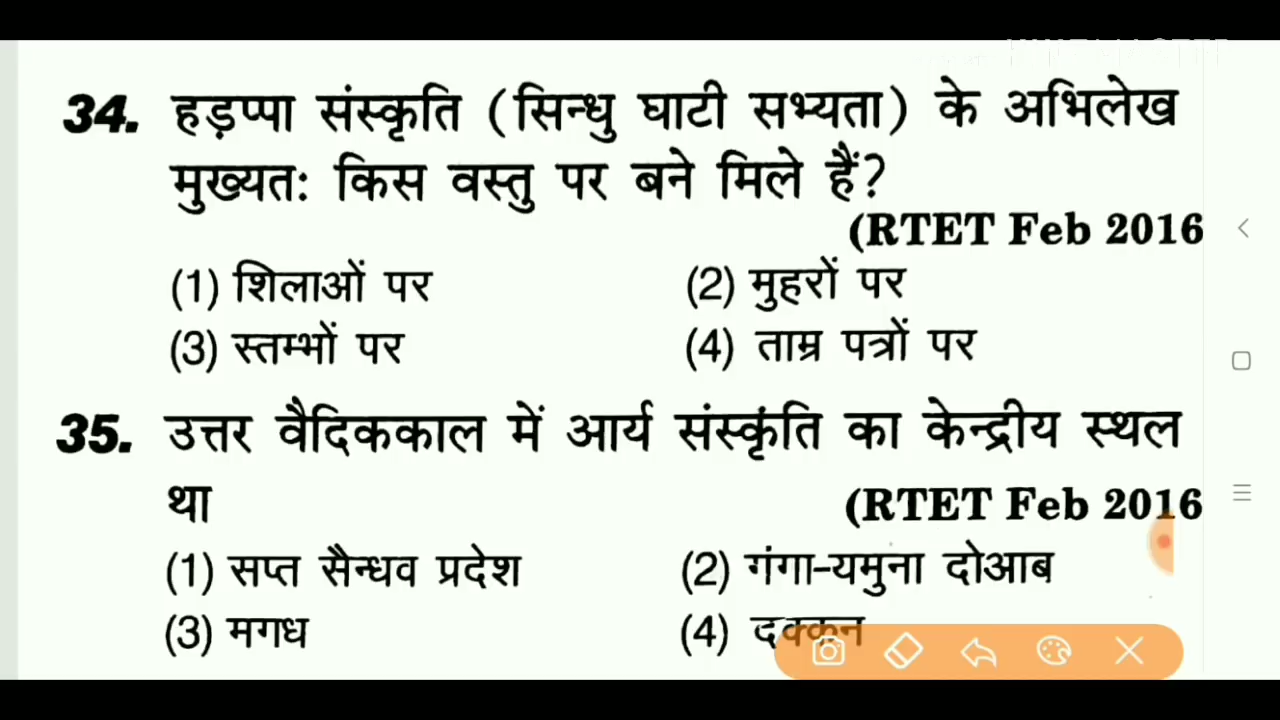 34. हड़प्पा संस्कृति (सिन्धु घाटी सभ्यता) के अभिलेख
मुख्यत: किस वस्तु पर बने मिले हैं?
(RTET Feb 2016
(1) शिलाओं पर (2) मुहरों पर
(3) स्तम्भों पर (4) ताम्र पत्रों पर
35. उत्तर वैदिककाल में आर्य संस्कृंति का केन्द्रीय स्थल
था (RTET Feb 2016
(1) सप्त सैन्धव प्रदेश (2) गंगा-यमुना दोआब
(3) मगध (4) दक्कन